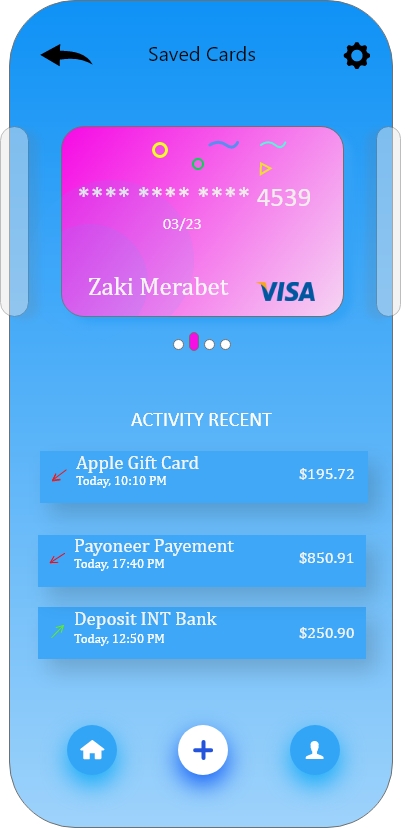 Saved Cards
**** **** **** 4539
03/23
Zaki Merabet
VISA
ACTIVITY RECENT
Apple Gift Card
$195.72
Today, 10:10 PM
Payoneer Payement
$850.91
Today, 17:40 PM
Deposit INT Bank
$250.90
Today, 12:50 PM